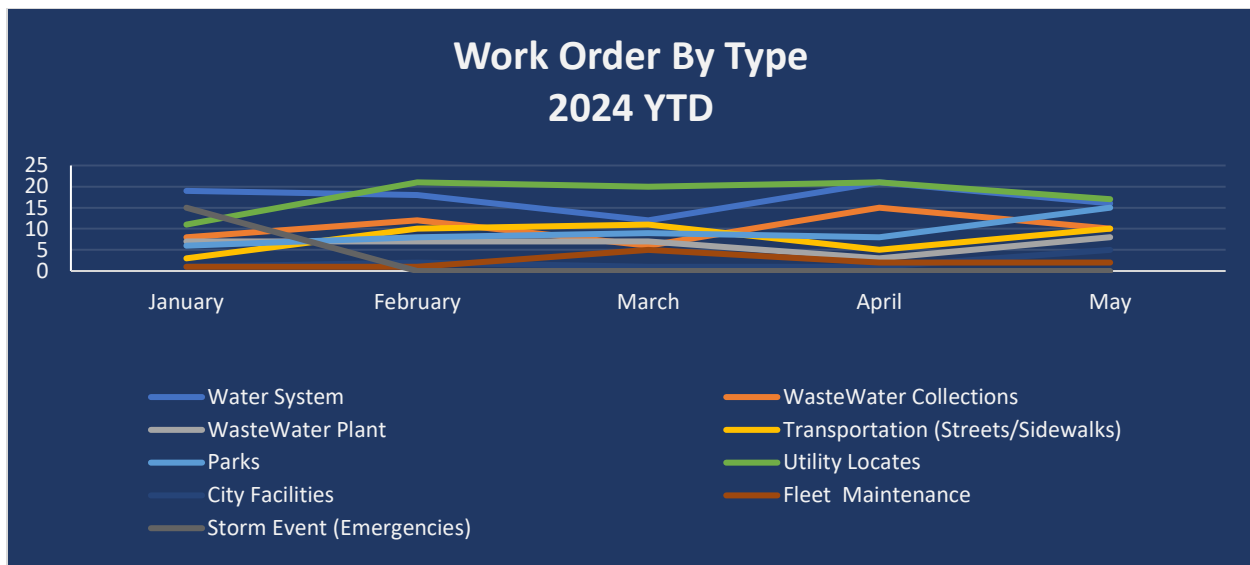 Work Order By Type
2024 YTD
25
20
15
10
5
0
January February March April May
Water System WasteWater Collections
WasteWater Plant Transportation (Streets/Sidewalks)
Parks Utility Locates
City Facilities Fleet  Maintenance
Storm Event (Emergencies)